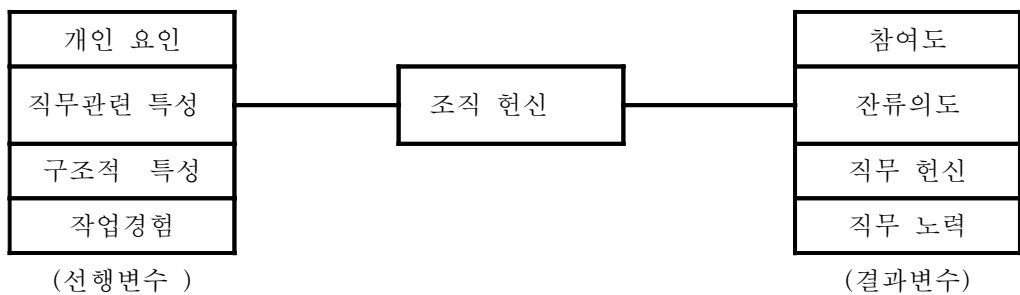 개인 요인
직무관련 특성
구조적 특성
작업경험
(선행변수 )
조직 헌신
참여도
잔류의도
직무 헌신
직무 노력
(결과변수)